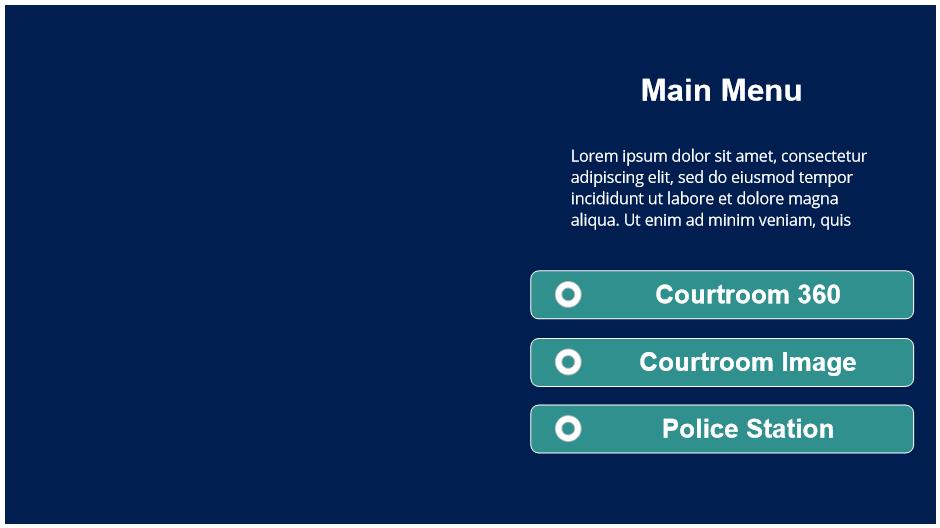 Main Menu
Lorem ipsum dolor sit amet, consectetur
adipiscing elit, sed do eiusmod tempor
incididunt ut labore et dolore magna
aliqua. Ut enim ad minim veniam, quis
Courtroom 360
Courtroom Image
Police Station